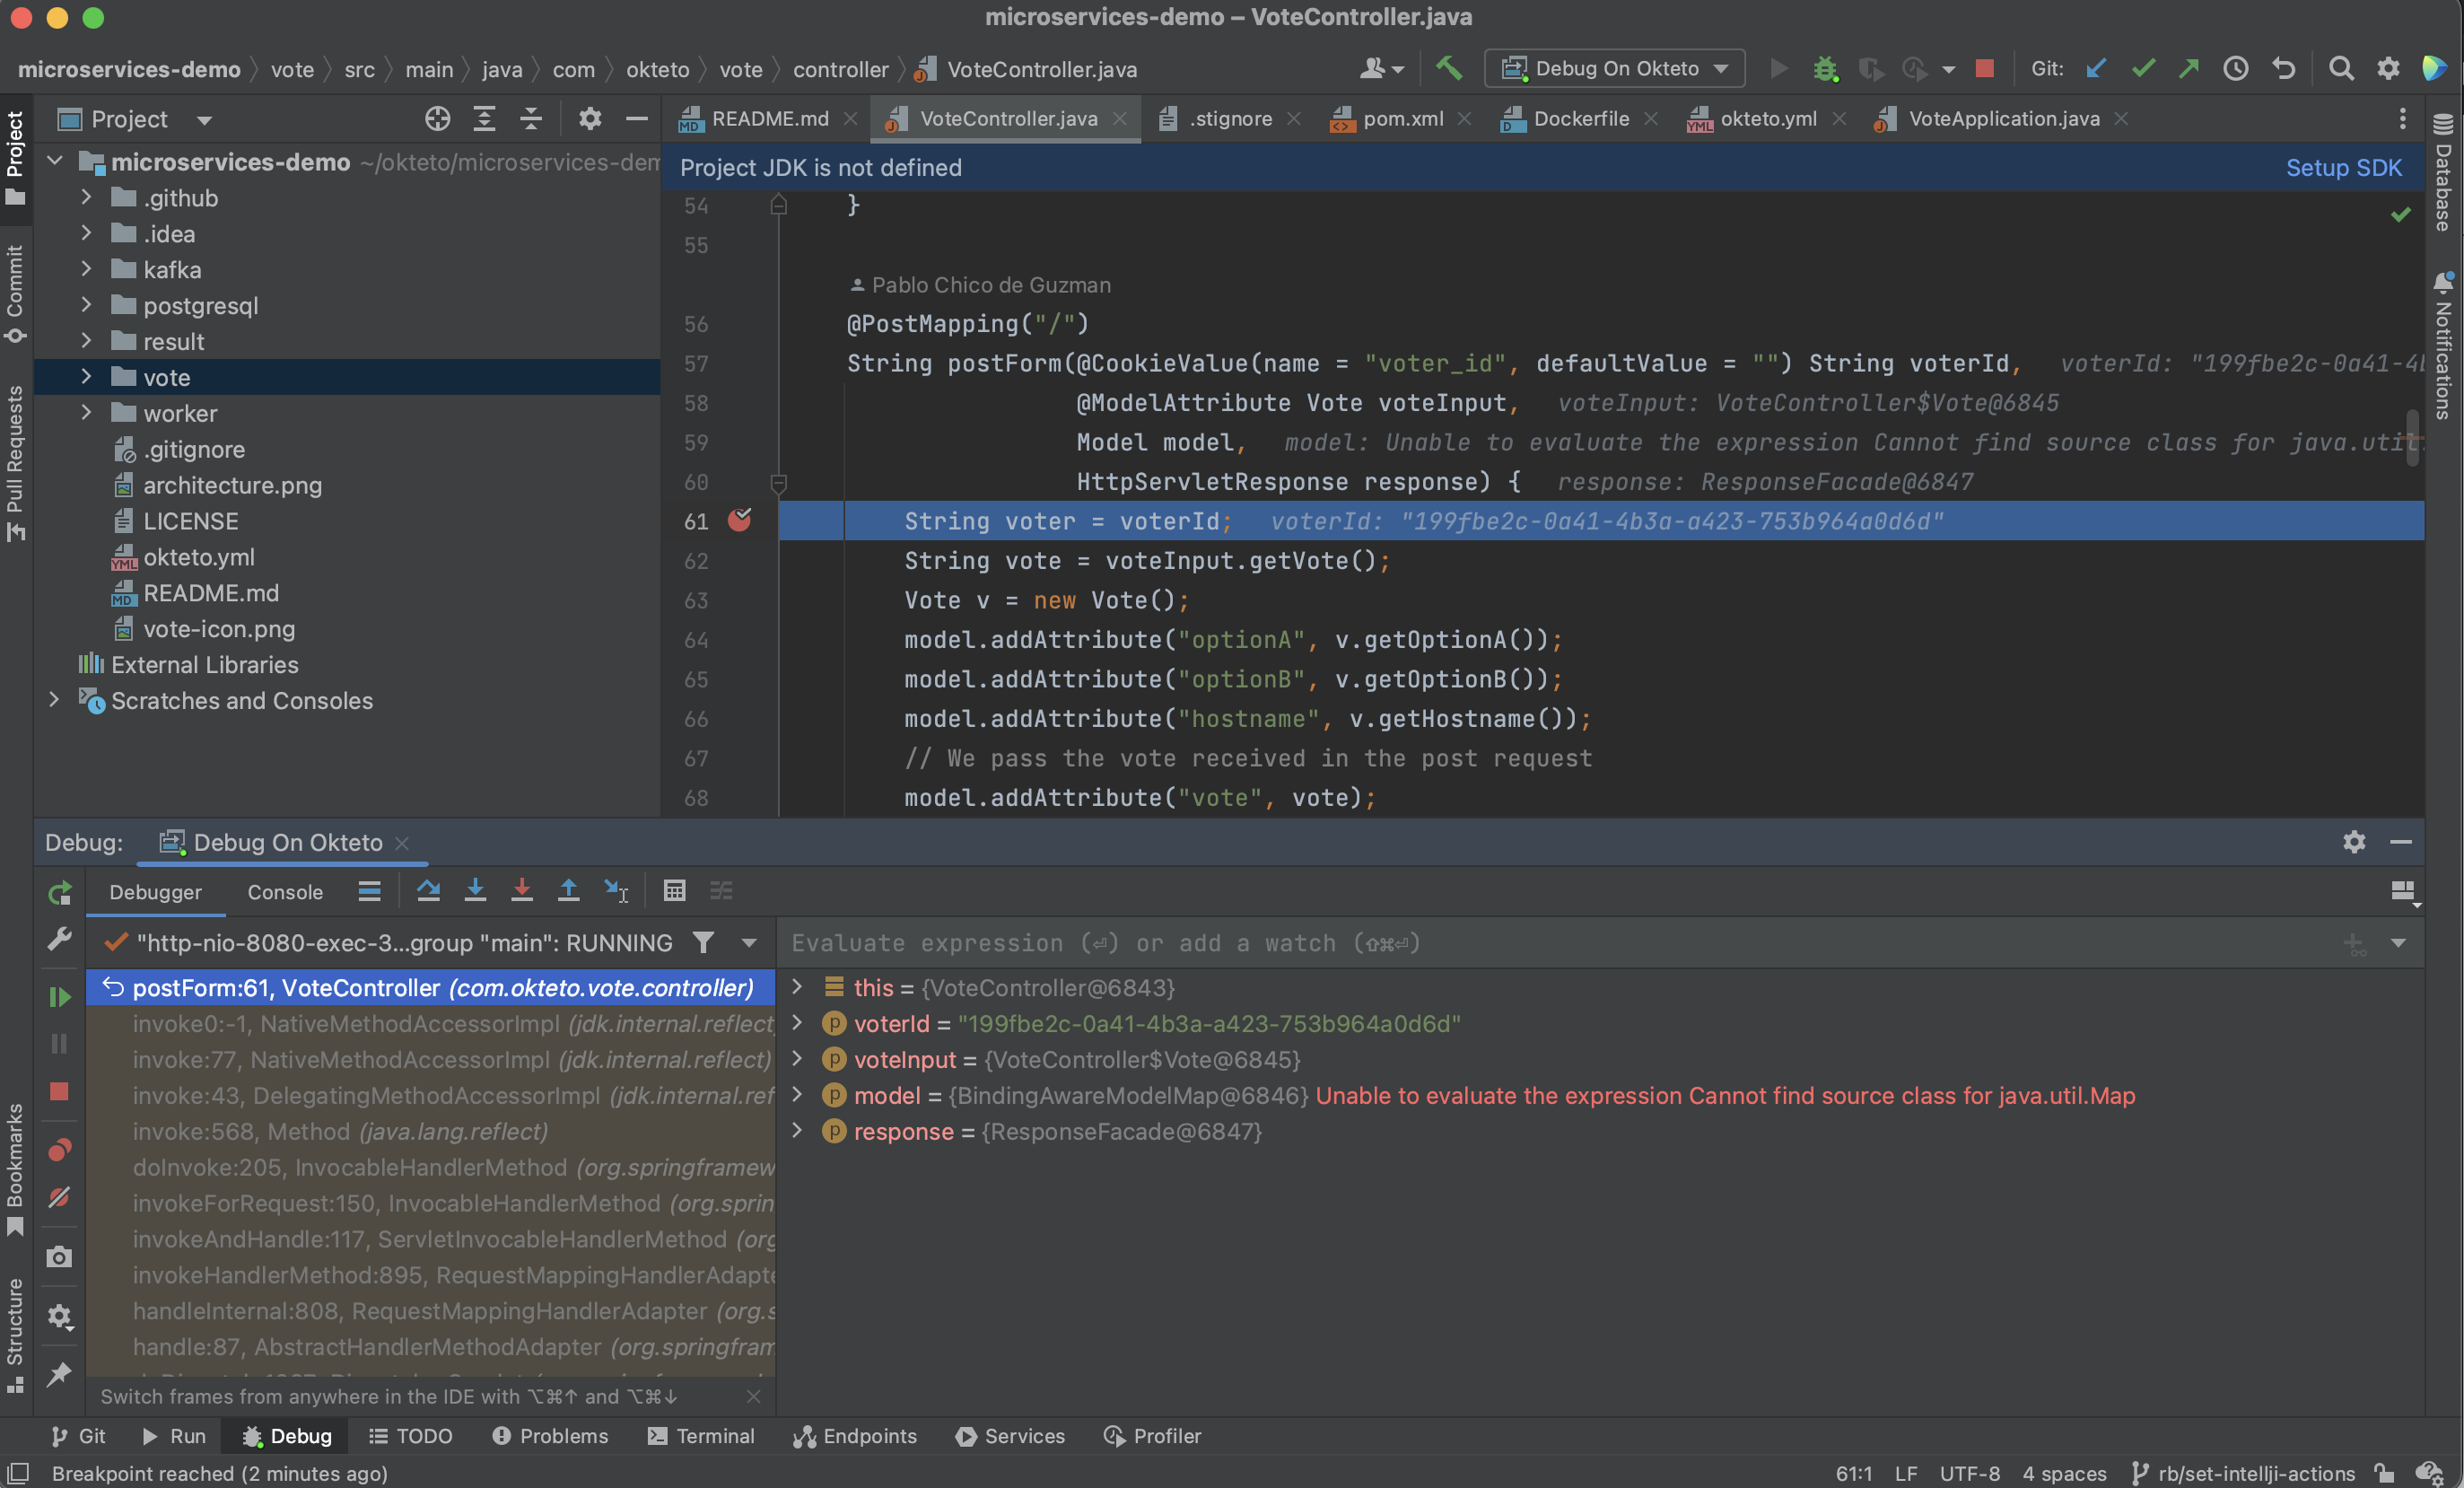 microservices-demo – VoteController.java
microservices-demo vote src main java com okteto vote controller VoteController.java
Debug On Okteto
Git:
Project
README.md
VoteController.java
.stignore
pom.xml
Dockerfile
okteto.yml
VoteApplication.java
Project
Commit
Pull Requests
Bookmarks
Structure
Database
Notifications
microservices-demo ~/okteto/microservices-dem
.github
.idea
kafka
postgresql
result
vote
worker
.gitignore
architecture.png
LICENSE
okteto.yml
README.md
vote-icon.png
External Libraries
Scratches and Consoles
Project JDK is not defined
Setup SDK
54 }
55
Pablo Chico de Guzman
56 @PostMapping("/")
57 String postForm(@CookieValue(name = "voter_id", defaultValue = "") String voterId, voterId: "199fbe2c-0a41-4b
58 @ModelAttribute Vote voteInput, voteInput: VoteController$Vote@6845
59 Model model, model: Unable to evaluate the expression Cannot find source class for java.util.
60 HttpServletResponse response) { response: ResponseFacade@6847
61 String voter = voterId; voterId: "199fbe2c-0a41-4b3a-a423-753b964a0d6d"
62 String vote = voteInput.getVote();
63 Vote v = new Vote();
64 model.addAttribute("optionA", v.getOptionA());
65 model.addAttribute("optionB", v.getOptionB());
66 model.addAttribute("hostname", v.getHostname());
67 // We pass the vote received in the post request
68 model.addAttribute("vote", vote);
Debug: Debug On Okteto
Debugger Console
"http-nio-8080-exec-3...group "main": RUNNING
postForm:61, VoteController (com.okteto.vote.controller)
invoke0:-1, NativeMethodAccessorImpl (jdk.internal.reflect)
invoke:77, NativeMethodAccessorImpl (jdk.internal.reflect)
invoke:43, DelegatingMethodAccessorImpl (jdk.internal.ref
invoke:568, Method (java.lang.reflect)
doInvoke:205, InvocableHandlerMethod (org.springframew
invokeForRequest:150, InvocableHandlerMethod (org.sprin
invokeAndHandle:117, ServletInvocableHandlerMethod (org
invokeHandlerMethod:895, RequestMappingHandlerAdapte
handleInternal:808, RequestMappingHandlerAdapter (org.s
handle:87, AbstractHandlerMethodAdapter (org.springfram
Switch frames from anywhere in the IDE with ⌥⌘↑ and ⌥⌘↓
Evaluate expression (⏎) or add a watch (⇧⌘⏎)
this = {VoteController@6843}
voterId = "199fbe2c-0a41-4b3a-a423-753b964a0d6d"
voteInput = {VoteController$Vote@6845}
model = {BindingAwareModelMap@6846} Unable to evaluate the expression Cannot find source class for java.util.Map
response = {ResponseFacade@6847}
Git Run Debug TODO Problems Terminal Endpoints Services Profiler
Breakpoint reached (2 minutes ago)
61:1 LF UTF-8 4 spaces rb/set-intellji-actions